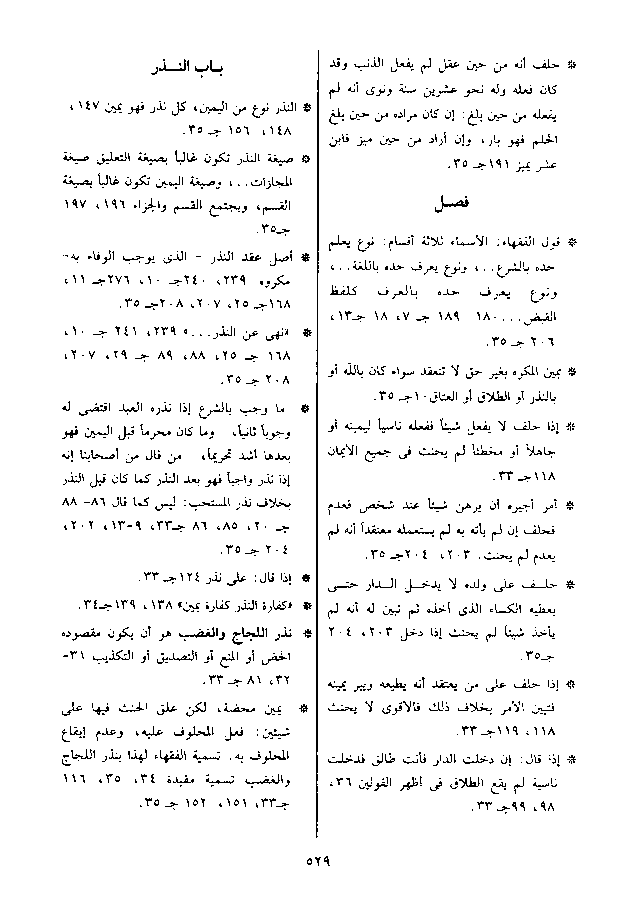 * حلف أنه من حين عقل لم يفعل الذنب وقد
كان فعله وله نحو عشرين سنة ونوى أنه لم
يفعله من حين بلغ: إن كان مراده من حين بلغ
الحلم فهو بار، وإن أراد من حين ميز فابن
عشر يميز ١٩١ جـ ٣٥.
فصــل
* قول الفقهاء: الأسماء ثلاثة أقسام: نوع يعلم
حده بالشرع ..، ونوع يعرف حده باللغة ..،
ونوع يعرف حده بالعرف كلفظ
القبض... ١٨٠ ١٨٩ جـ ٧، ١٨ جـ١٣،
٢٠٦ جـ ٣٥.
* يمين المكره بغير حق لا تنعقد سواء كان بالله أو
بالنذر أو الطلاق أو العتاق ١٠ جـ ٣٥.
* إذا حلف لا يفعل شيئاً ففعله ناسياً ليمينه أو
جاهلاً أو مخطئاً لم يحنث في جميع الأيمان
١١٨ جـ ٣٣.
* أمر أجيره أن يرهن شيئاً عند شخص فعدم
فحلف إن لم يأته به لم يستعمله معتقداً أنه لم
يعدم لم يحنث. ٢٠٣، ٢٠٤ جـ ٣٥.
* حلــف على ولده لا يدخــل الــدار حتــى
يعطيه الكساء الذى أخذه ثم تبين له أنه لم
يأخذ شيئاً لم يحنث إذا دخل ٢٠٣، ٢٠٤
جـ ٣٥.
* إذا حلف على من يعتقد أنه يطيعه ويبر يمينه
فتبين الأمر بخلاف ذلك فالأقوى لا يحنث
١١٨، ١١٩ جـ ٣٣.
* إذا قال: إن دخلت الدار فأنت طالق فدخلت
ناسية لم يقع الطلاق فى أظهر القولين ٣٦،
٩٨، ٩٩ جـ ٣٣.
بــاب النـــذر
* النذر نوع من اليمين، كل نذر فهو يمين ١٤٧،
١٤٨، ١٥٦ جـ ٣٥.
* صيغة النذر تكون غالباً بصيغة التعليق صيغة
المجازات ..، وصيغة اليمين تكون غالباً بصيغة
القسم، ويجتمع القسم والجزاء ١٩٦، ١٩٧
جـ ٣٥.
* أصل عقد النذر – الذى يوجب الوفاء به–
مكروه ٢٣٩، ٢٤٠ جـ ١٠، ٢٧٦ جـ ١١،
١٦٨ جـ ٢٥، ٢٠٧، ٢٠٨ جـ ٣٥.
* «نهى عن النذر...» ٢٣٩، ٢٤١ جـ ١٠،
١٦٨ جـ ٢٥، ٨٨، ٨٩ جـ ٢٩، ٢٠٧،
٢٠٨ جـ ٣٥.
* ما وجب بالشرع إذا نذره العبد اقتضى له
وجوباً ثانياً، وما كان محرماً قبل اليمين فهو
بعدها أشد تحريماً، من قال من أصحابنا إنه
إذا نذر واجباً فهو بعد النذر كما كان قبل النذر
بخلاف نذر المستحب: ليس كما قال ٨٦– ٨٨
جـ ٢٠، ٨٥، ٨٦ جـ٣٣، ٩–١٣، ٢٠٢،
٢٠٤ جـ ٣٥.
* إذا قال: على نذر ١٢٤ جـ ٣٣.
* «كفارة النذر كفارة يمين» ١٣٨، ١٣٩ جـ٣٤.
* نذر اللجاج والغضب هو أن يكون مقصوده
الحض أو المنع أو التصديق أو التكذيب ٣١–
٣٢، ٨١ جـ ٣٣.
* يمين محضة، لكن علق الحنث فيها على
شيئين: فعل المحلوف عليه، وعدم إيقاع
المحلوف به. تسمية الفقهاء لهذا بنذر اللجاج
والغضب تسمية مقيدة ٣٤، ٣٥، ١١٦
جـ٣٣، ١٥١، ١٥٢ جـ ٣٥.
٥٢٩